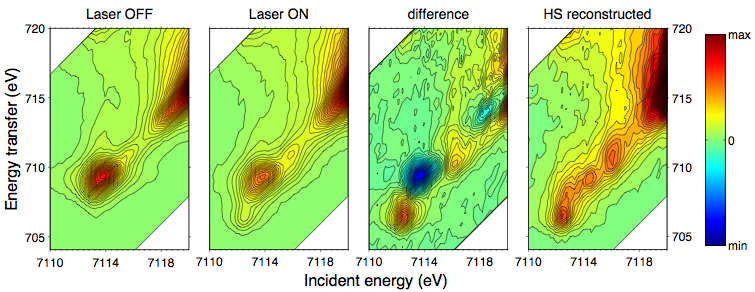 Laser OFF Laser ON difference HS reconstructed
720 720 max
715 715
Energy transfer (eV)
710 710 0
705 705 min
7110 7114 7118 7110 7114 7118 7110 7114 7118 7110 7114 7118
Incident energy (eV)